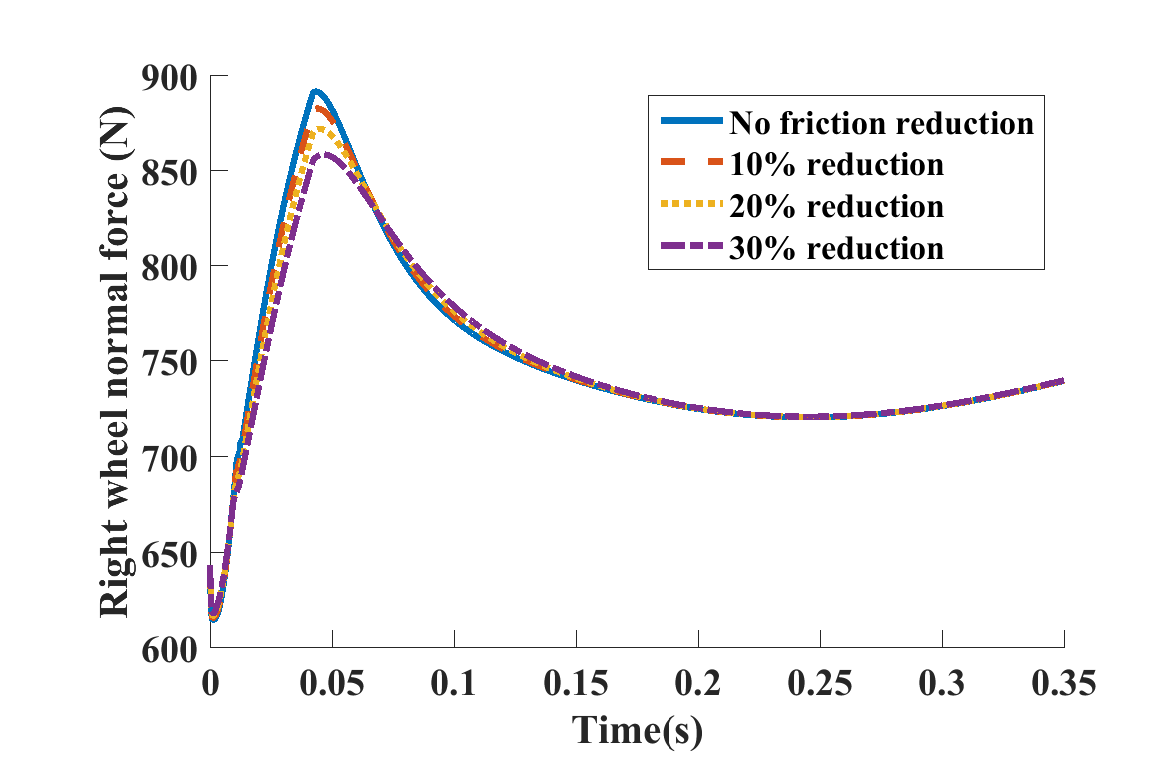 Right wheel normal force (N)
900
850
800
750
700
650
600
0 0.05 0.1 0.15 0.2 0.25 0.3 0.35
Time(s)
No friction reduction
10% reduction
20% reduction
30% reduction